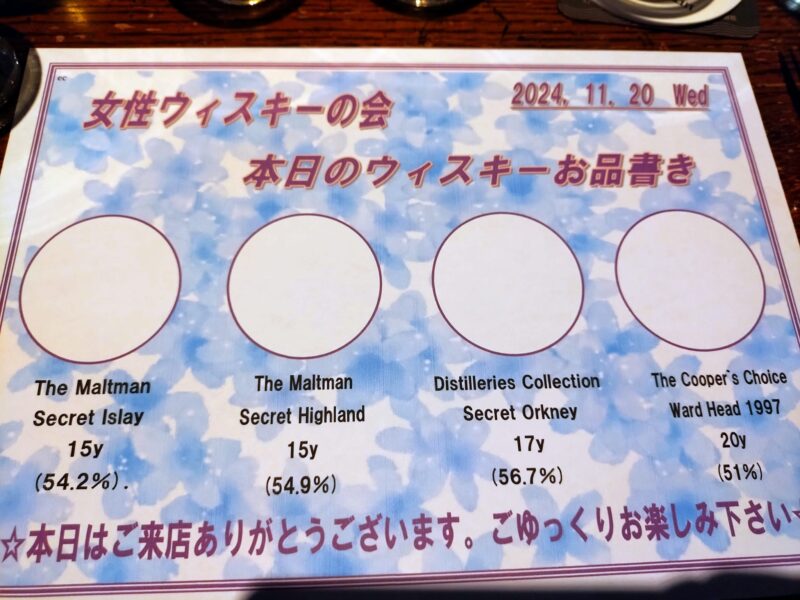 ec
女性ウィスキーの会
2024. 11. 20 Wed
本日のウィスキーお品書き
The Maltman
Secret Islay
15y
(54.2%).
The Maltman
Secret Highland
15y
(54.9%)
Distilleries Collection
Secret Orkney
17y
(56.7%)
The Cooper's Choice
Ward Head 1997
20y
(51%)
☆本日はご来店ありがとうございます。ごゆっくりお楽しみ下さい☆